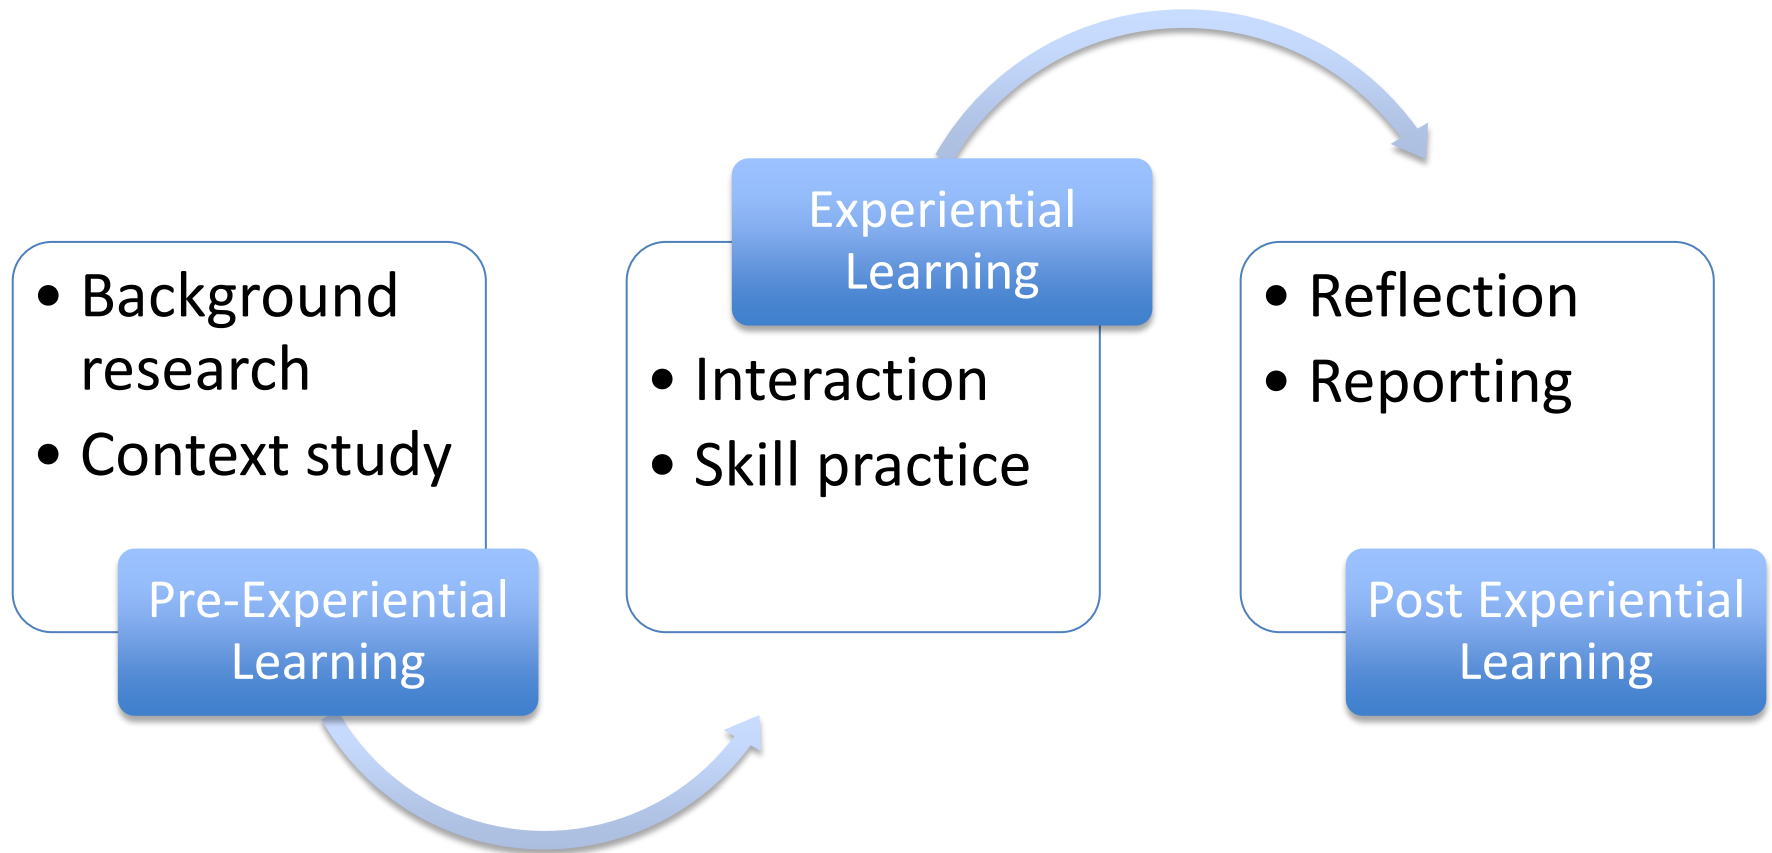 • Background
research
• Context study
Pre-Experiential
Learning
Experiential
Learning
• Interaction
• Skill practice
• Reflection
• Reporting
Post Experiential
Learning